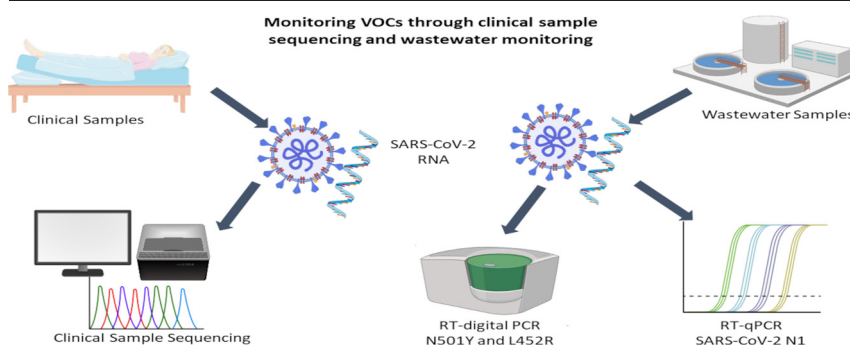 Monitoring VOCs through clinical sample
sequencing and wastewater monitoring
Clinical Samples
Wastewater Samples
SARS-CoV-2
RNA
Clinical Sample Sequencing
RT-digital PCR
N501Y and L452R
RT-qPCR
SARS-CoV-2 N1